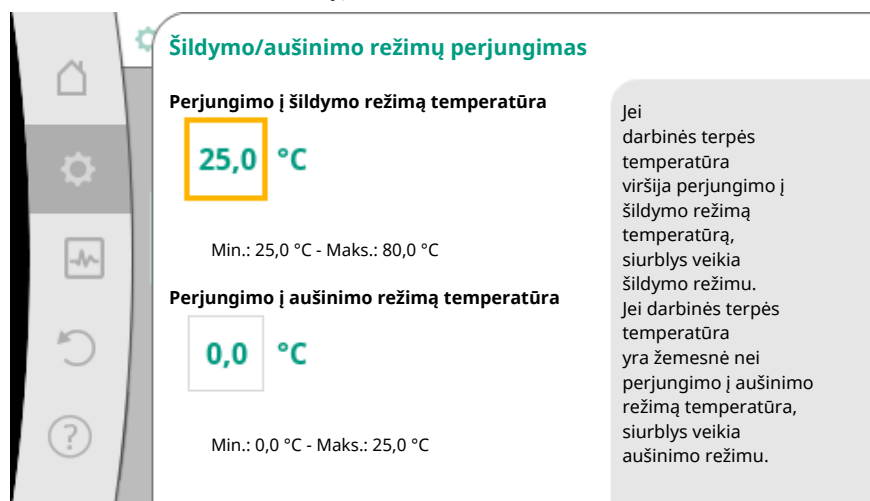 Šildymo/aušinimo režimų perjungimas
Perjungimo į šildymo režimą temperatūra
25,0 °C
Min.: 25,0 °C - Maks.: 80,0 °C
Perjungimo į aušinimo režimą temperatūra
0,0 °C
Min.: 0,0 °C - Maks.: 25,0 °C
Jei
darbinės terpės
temperatūra
viršija perjungimo į
šildymo režimą
temperatūrą,
siurblys veikia
šildymo režimu.
Jei darbinės terpės
temperatūra
yra žemesnė nei
perjungimo į aušinimo
režimą temperatūra,
siurblys veikia
aušinimo režimu.
?